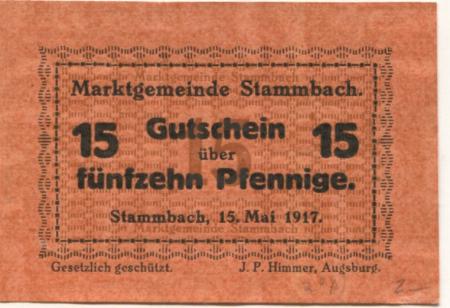 Marktgemeinde Stammbach.
15 Gutschein 15
über
fünfzehn Pfennige.
Stammbach, 15. Mai 1917.
Gesetzlich geschützt. J. P. Himmer, Augsburg.